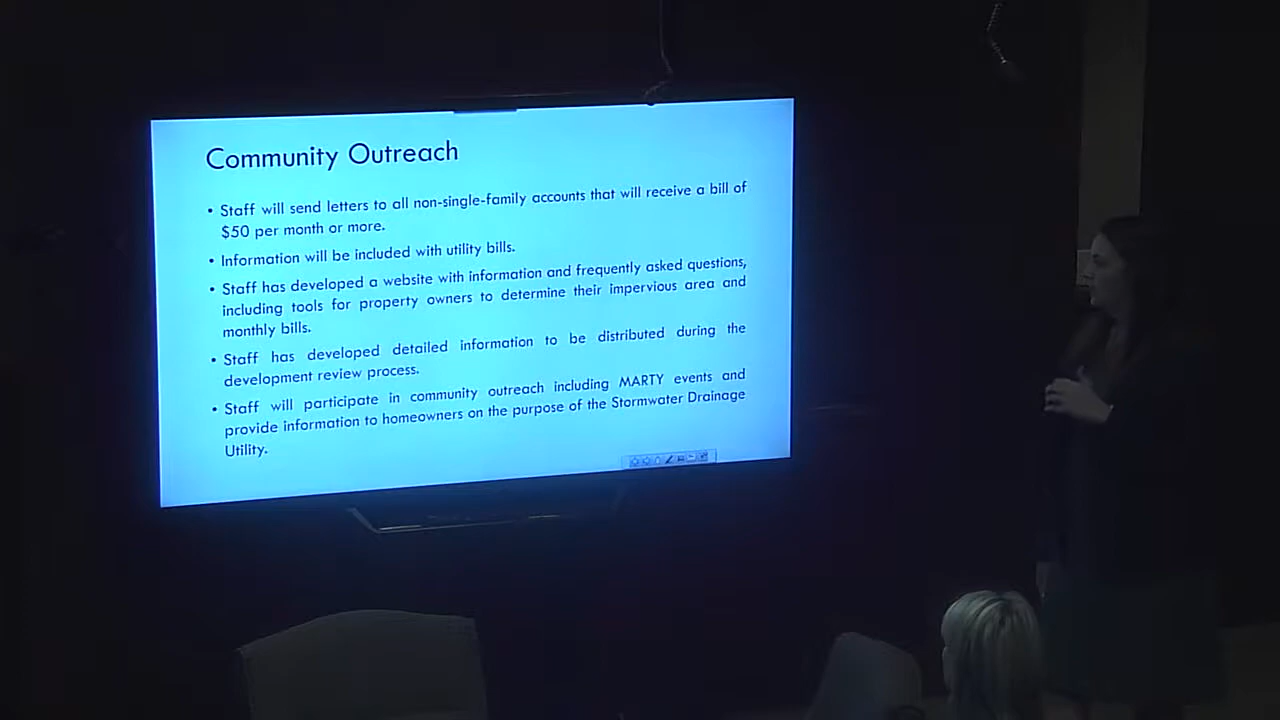 Community Outreach
• Staff will send letters to all non-single-family accounts that will receive a bill of
$50 per month or more.
• Information will be included with utility bills.
• Staff has developed a website with information and frequently asked questions,
including tools for property owners to determine their impervious area and
monthly bills.
• Staff has developed detailed information to be distributed during the
development review process.
• Staff will participate in community outreach including MARTY events and
provide information to homeowners on the purpose of the Stormwater Drainage
Utility.